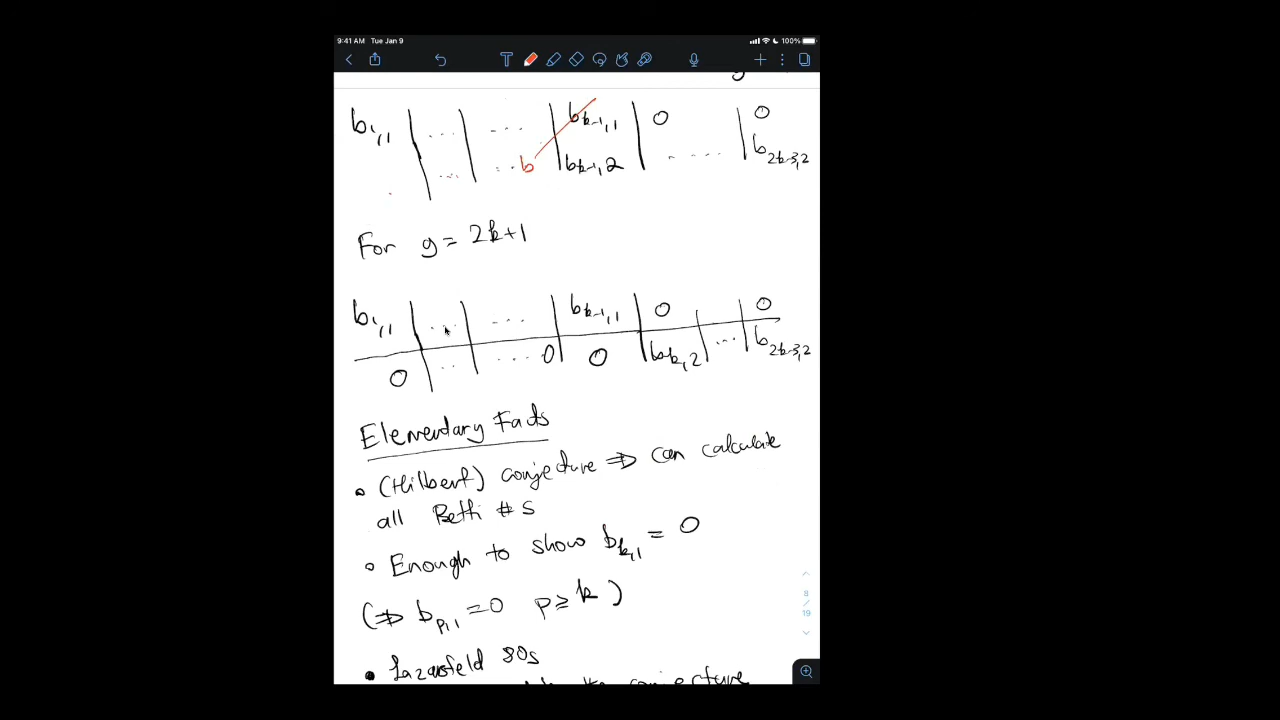 9:41 AM Tue Jan 9
100%
b1,1 ... ... bk-1,1 0 0
... ... b bk-1,2 .... b2k-3,2
For g = 2k+1
b1,1 ... ... bk-1,1 0 0
0 ... ... 0 0 bk,2 ... b2k-3,2
Elementary Facts
• (Hilbert) conjecture ⇒ can calculate
all Betti #s
• Enough to show bk,1 = 0
(⇒ bp,1 = 0 p ≥ k)
• Lazarsfeld 80s
conjecture
8
/
19